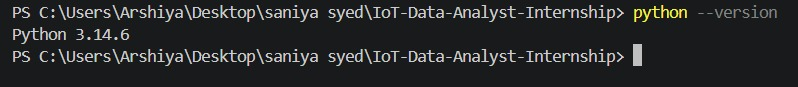 PS C:\Users\Arshiya\Desktop\saniya syed\IoT-Data-Analyst-Internship> python --version
Python 3.14.6
PS C:\Users\Arshiya\Desktop\saniya syed\IoT-Data-Analyst-Internship>